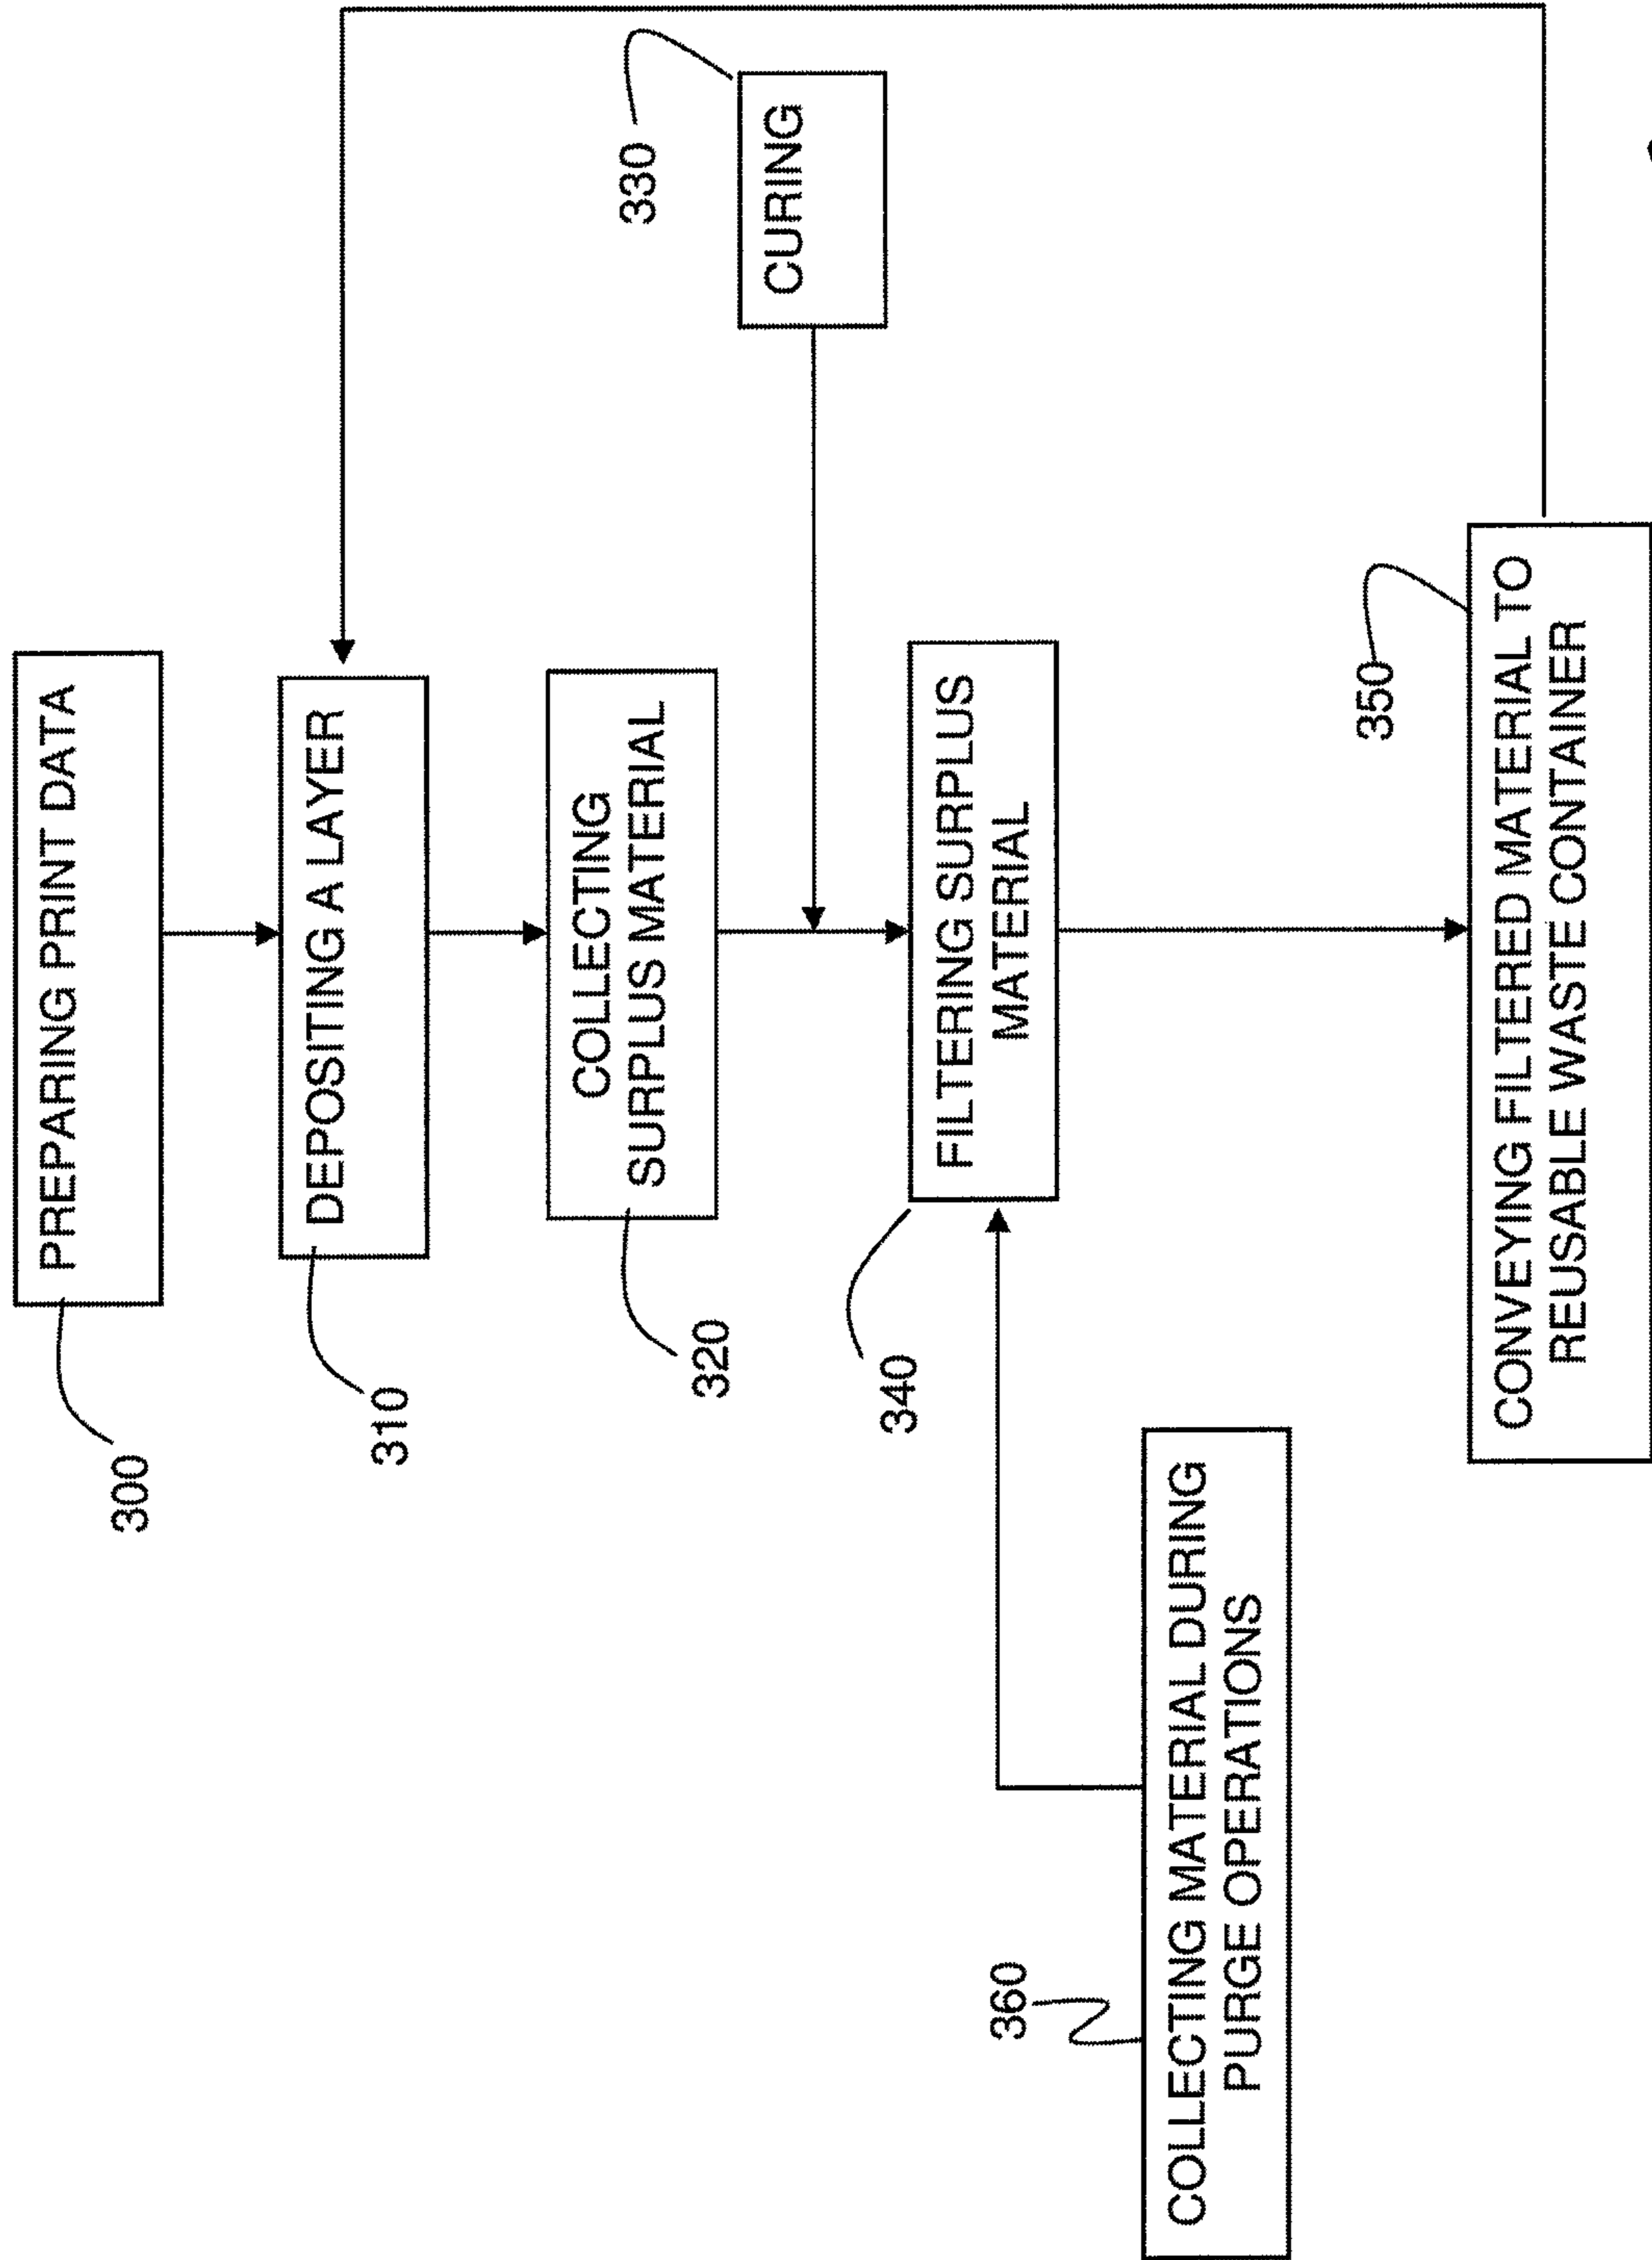 PREPARING PRINT DATA
300
DEPOSITING A LAYER
310
COLLECTING
SURPLUS MATERIAL
320
330
CURING
FILTERING SURPLUS
MATERIAL
340
350
CONVEYING FILTERED MATERIAL TO
REUSABLE WASTE CONTAINER
360
COLLECTING MATERIAL DURING
PURGE OPERATIONS